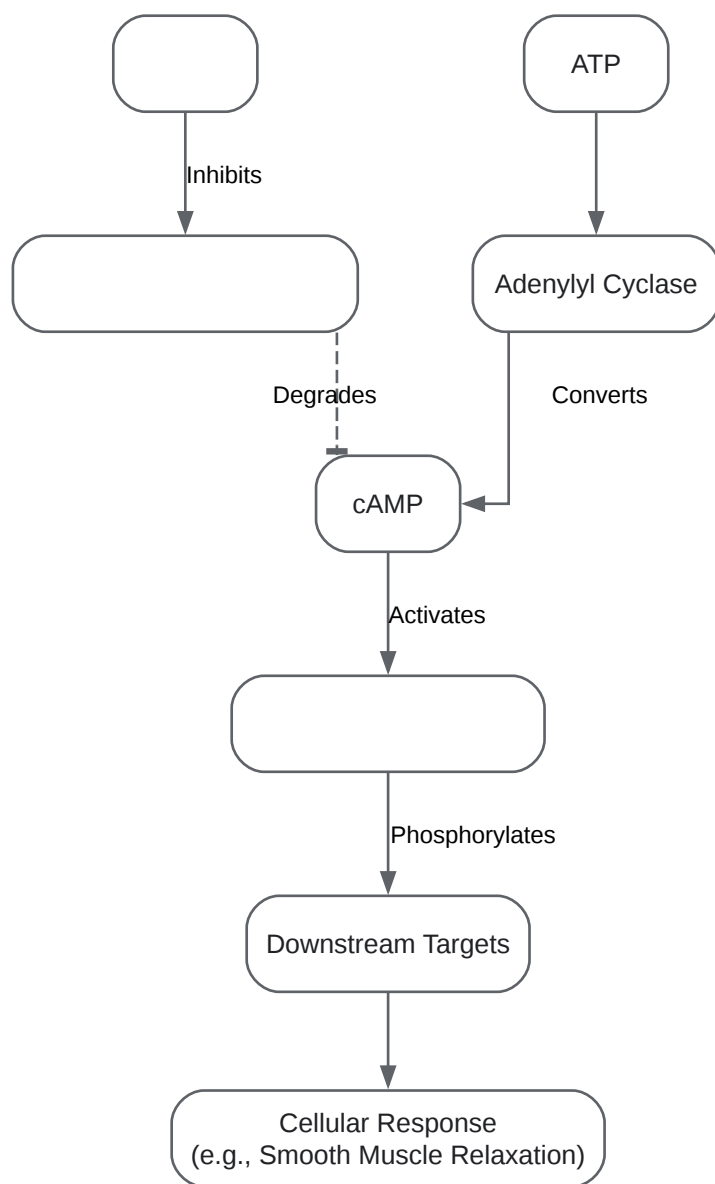 ATP
Inhibits
Adenylyl Cyclase
Degrades
Converts
cAMP
Activates
Phosphorylates
Downstream Targets
Cellular Response
(e.g., Smooth Muscle Relaxation)